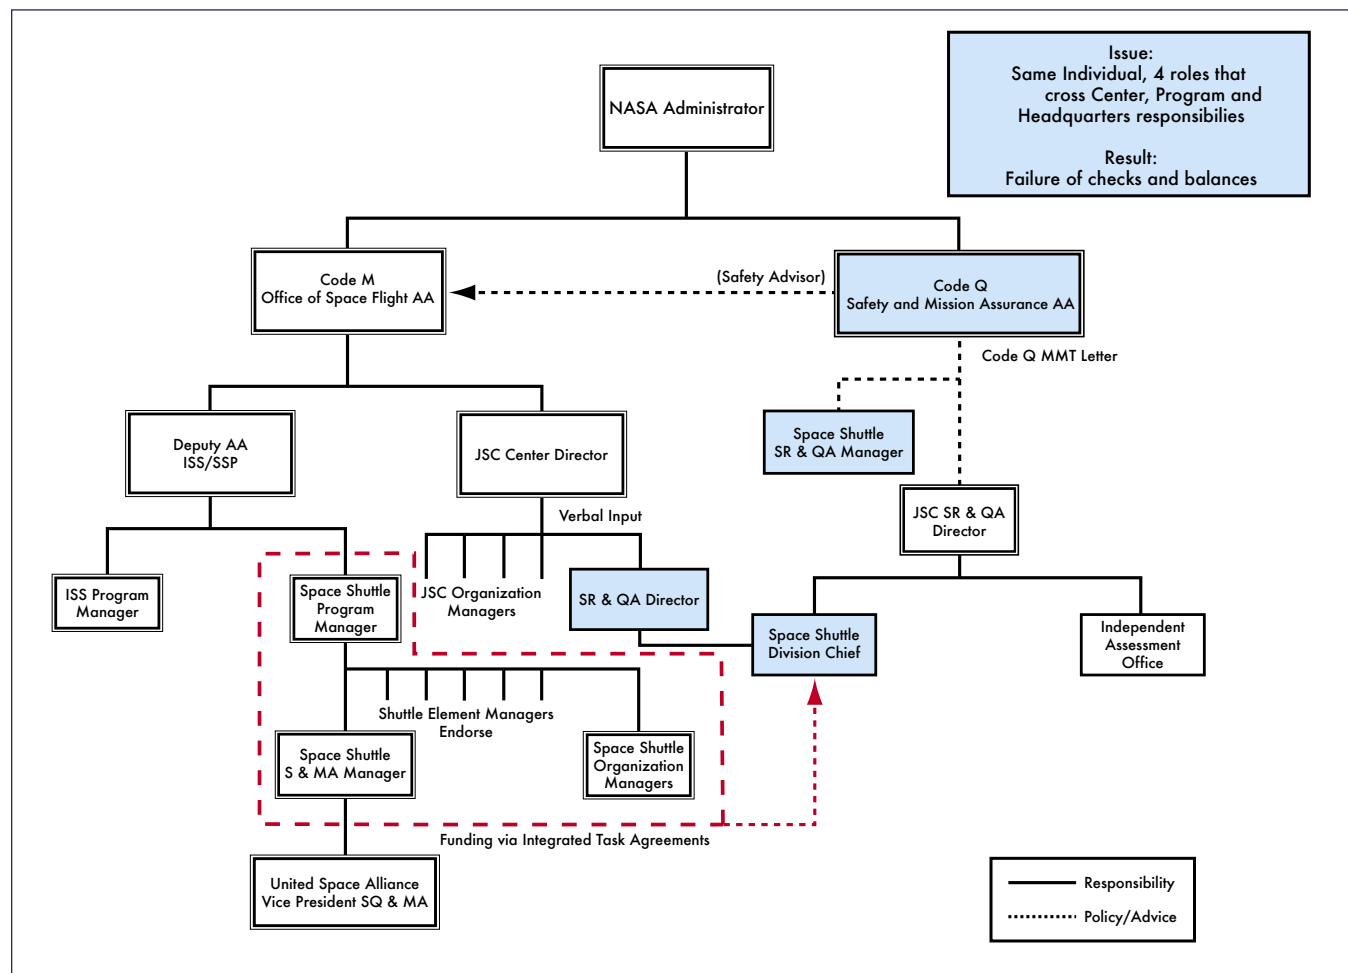 Issue:
Same Individual, 4 roles that
cross Center, Program and
Headquarters responsibilies
Result:
Failure of checks and balances
NASA Administrator
Code M
Office of Space Flight AA
(Safety Advisor)
Code Q
Safety and Mission Assurance AA
Code Q MMT Letter
Deputy AA
ISS/SSP
JSC Center Director
Space Shuttle
SR & QA Manager
Verbal Input
JSC SR & QA
Director
ISS Program
Manager
Space Shuttle
Program
Manager
JSC Organization
Managers
SR & QA Director
Space Shuttle
Division Chief
Independent
Assessment
Office
Shuttle Element Managers
Endorse
Space Shuttle
S & MA Manager
Space Shuttle
Organization
Managers
Funding via Integrated Task Agreements
United Space Alliance
Vice President SQ & MA
Responsibility
Policy/Advice